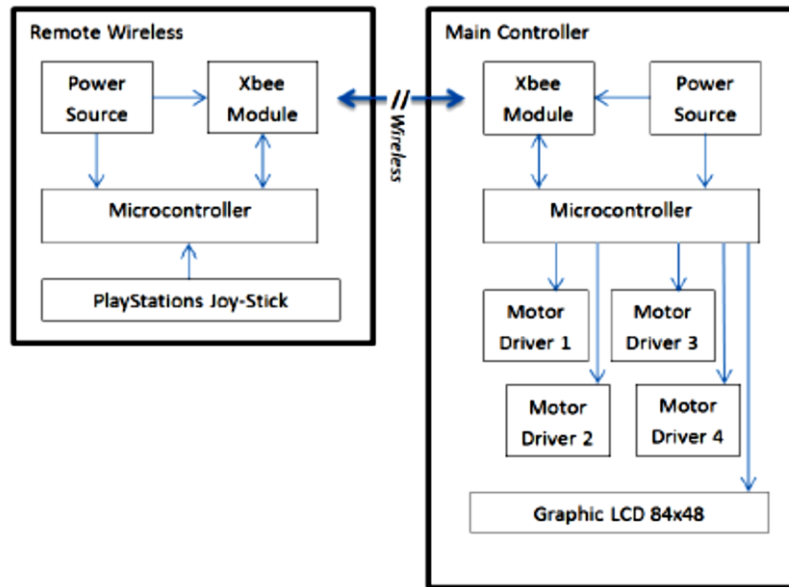 Remote Wireless
Power
Source
Xbee
Module
Microcontroller
PlayStations Joy-Stick
//Wireless
Main Controller
Xbee
Module
Power
Source
Microcontroller
Motor
Driver 1
Motor
Driver 3
Motor
Driver 2
Motor
Driver 4
Graphic LCD 84x48